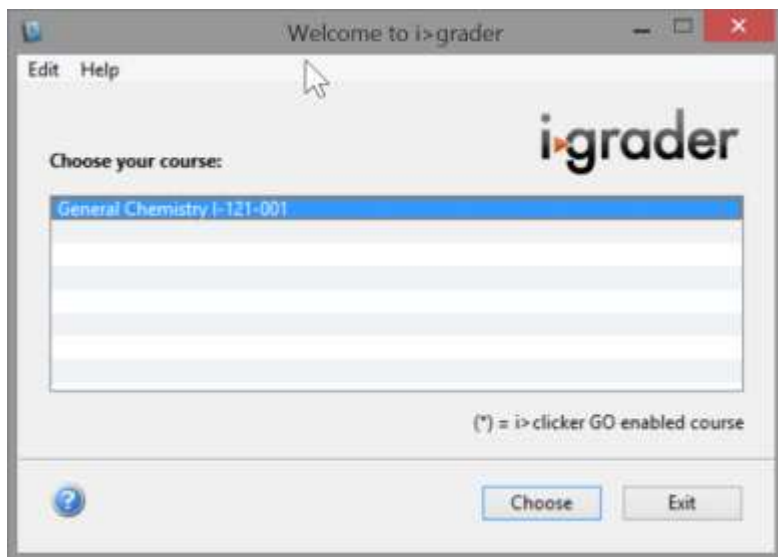 Welcome to i>grader
Edit Help
i>grader
Choose your course:
General Chemistry I-121-001
(*) = i>clicker GO enabled course
? Choose Exit